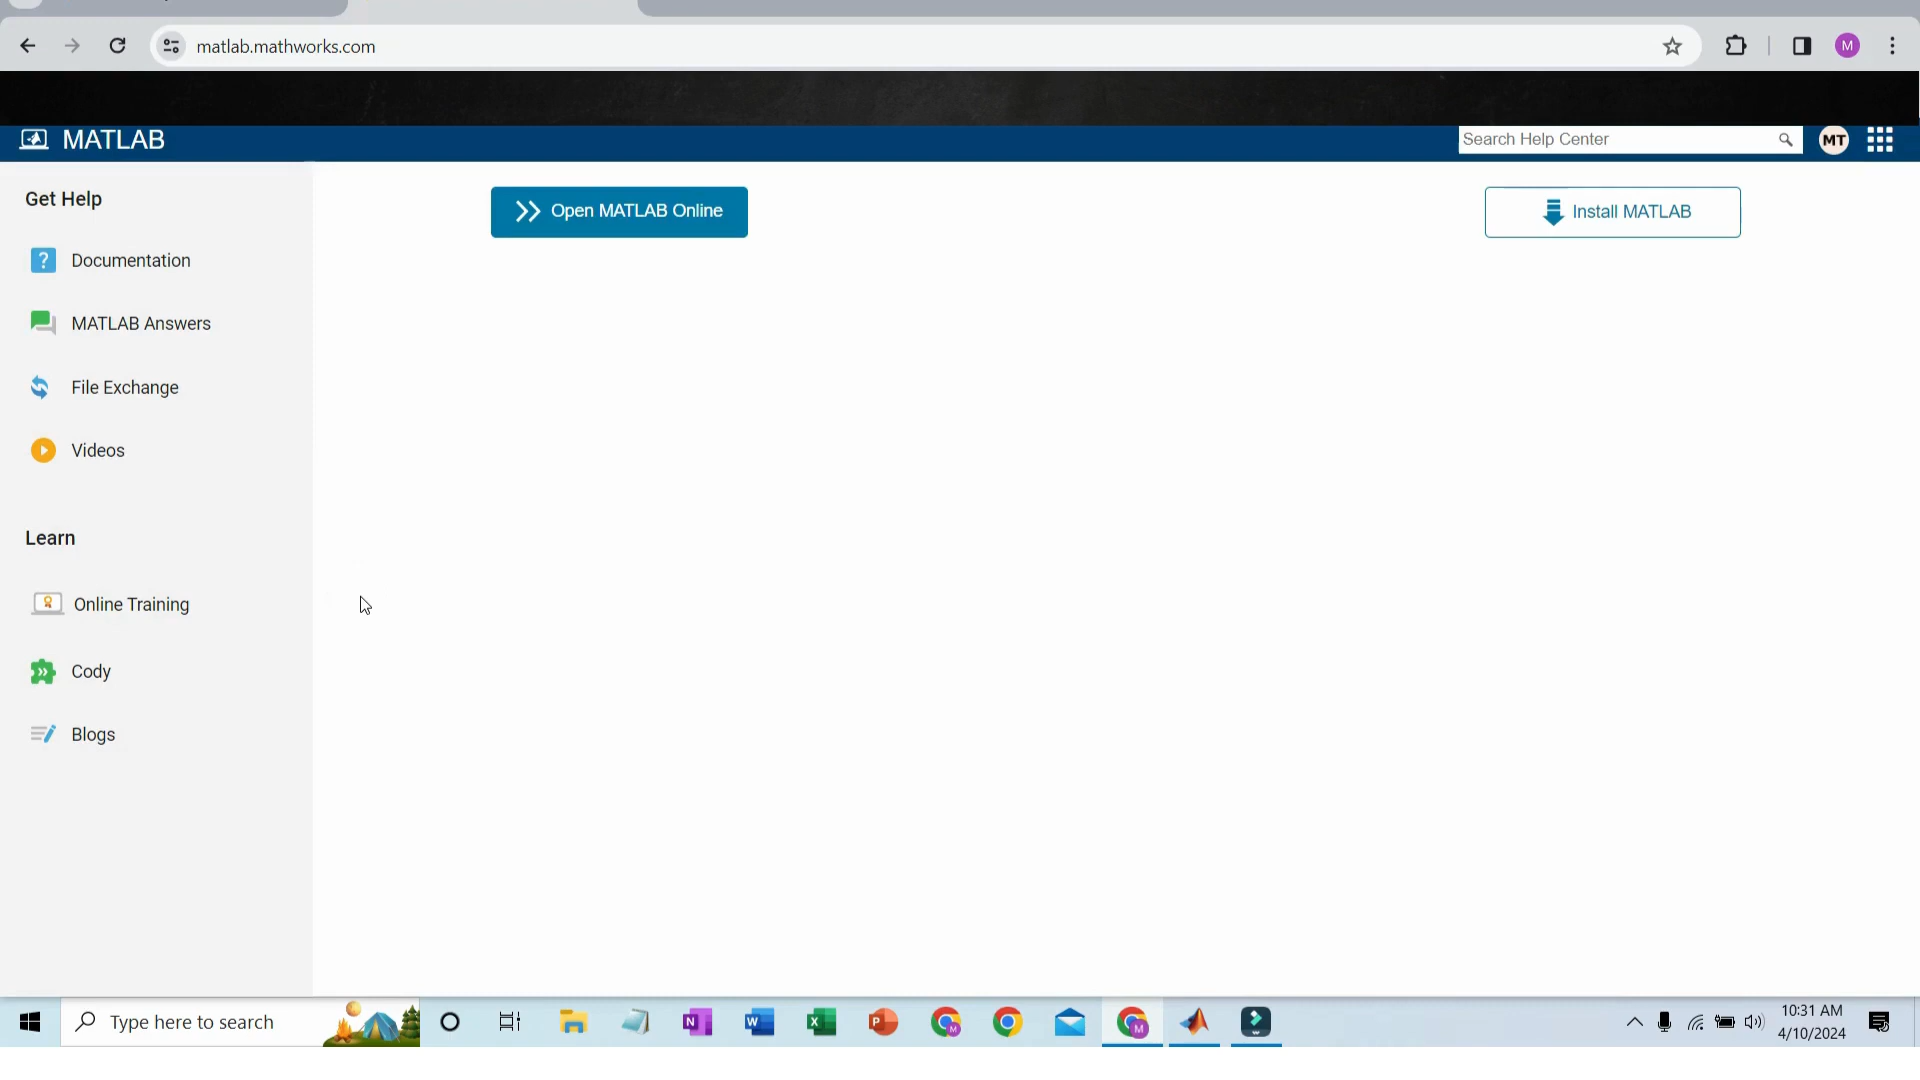 matlab.mathworks.com
M
MATLAB
Search Help Center
MT
Get Help
Open MATLAB Online
Install MATLAB
? Documentation
MATLAB Answers
File Exchange
Videos
Learn
Online Training
Cody
Blogs
Type here to search
N
W
X
P
M
M
10:31 AM
4/10/2024